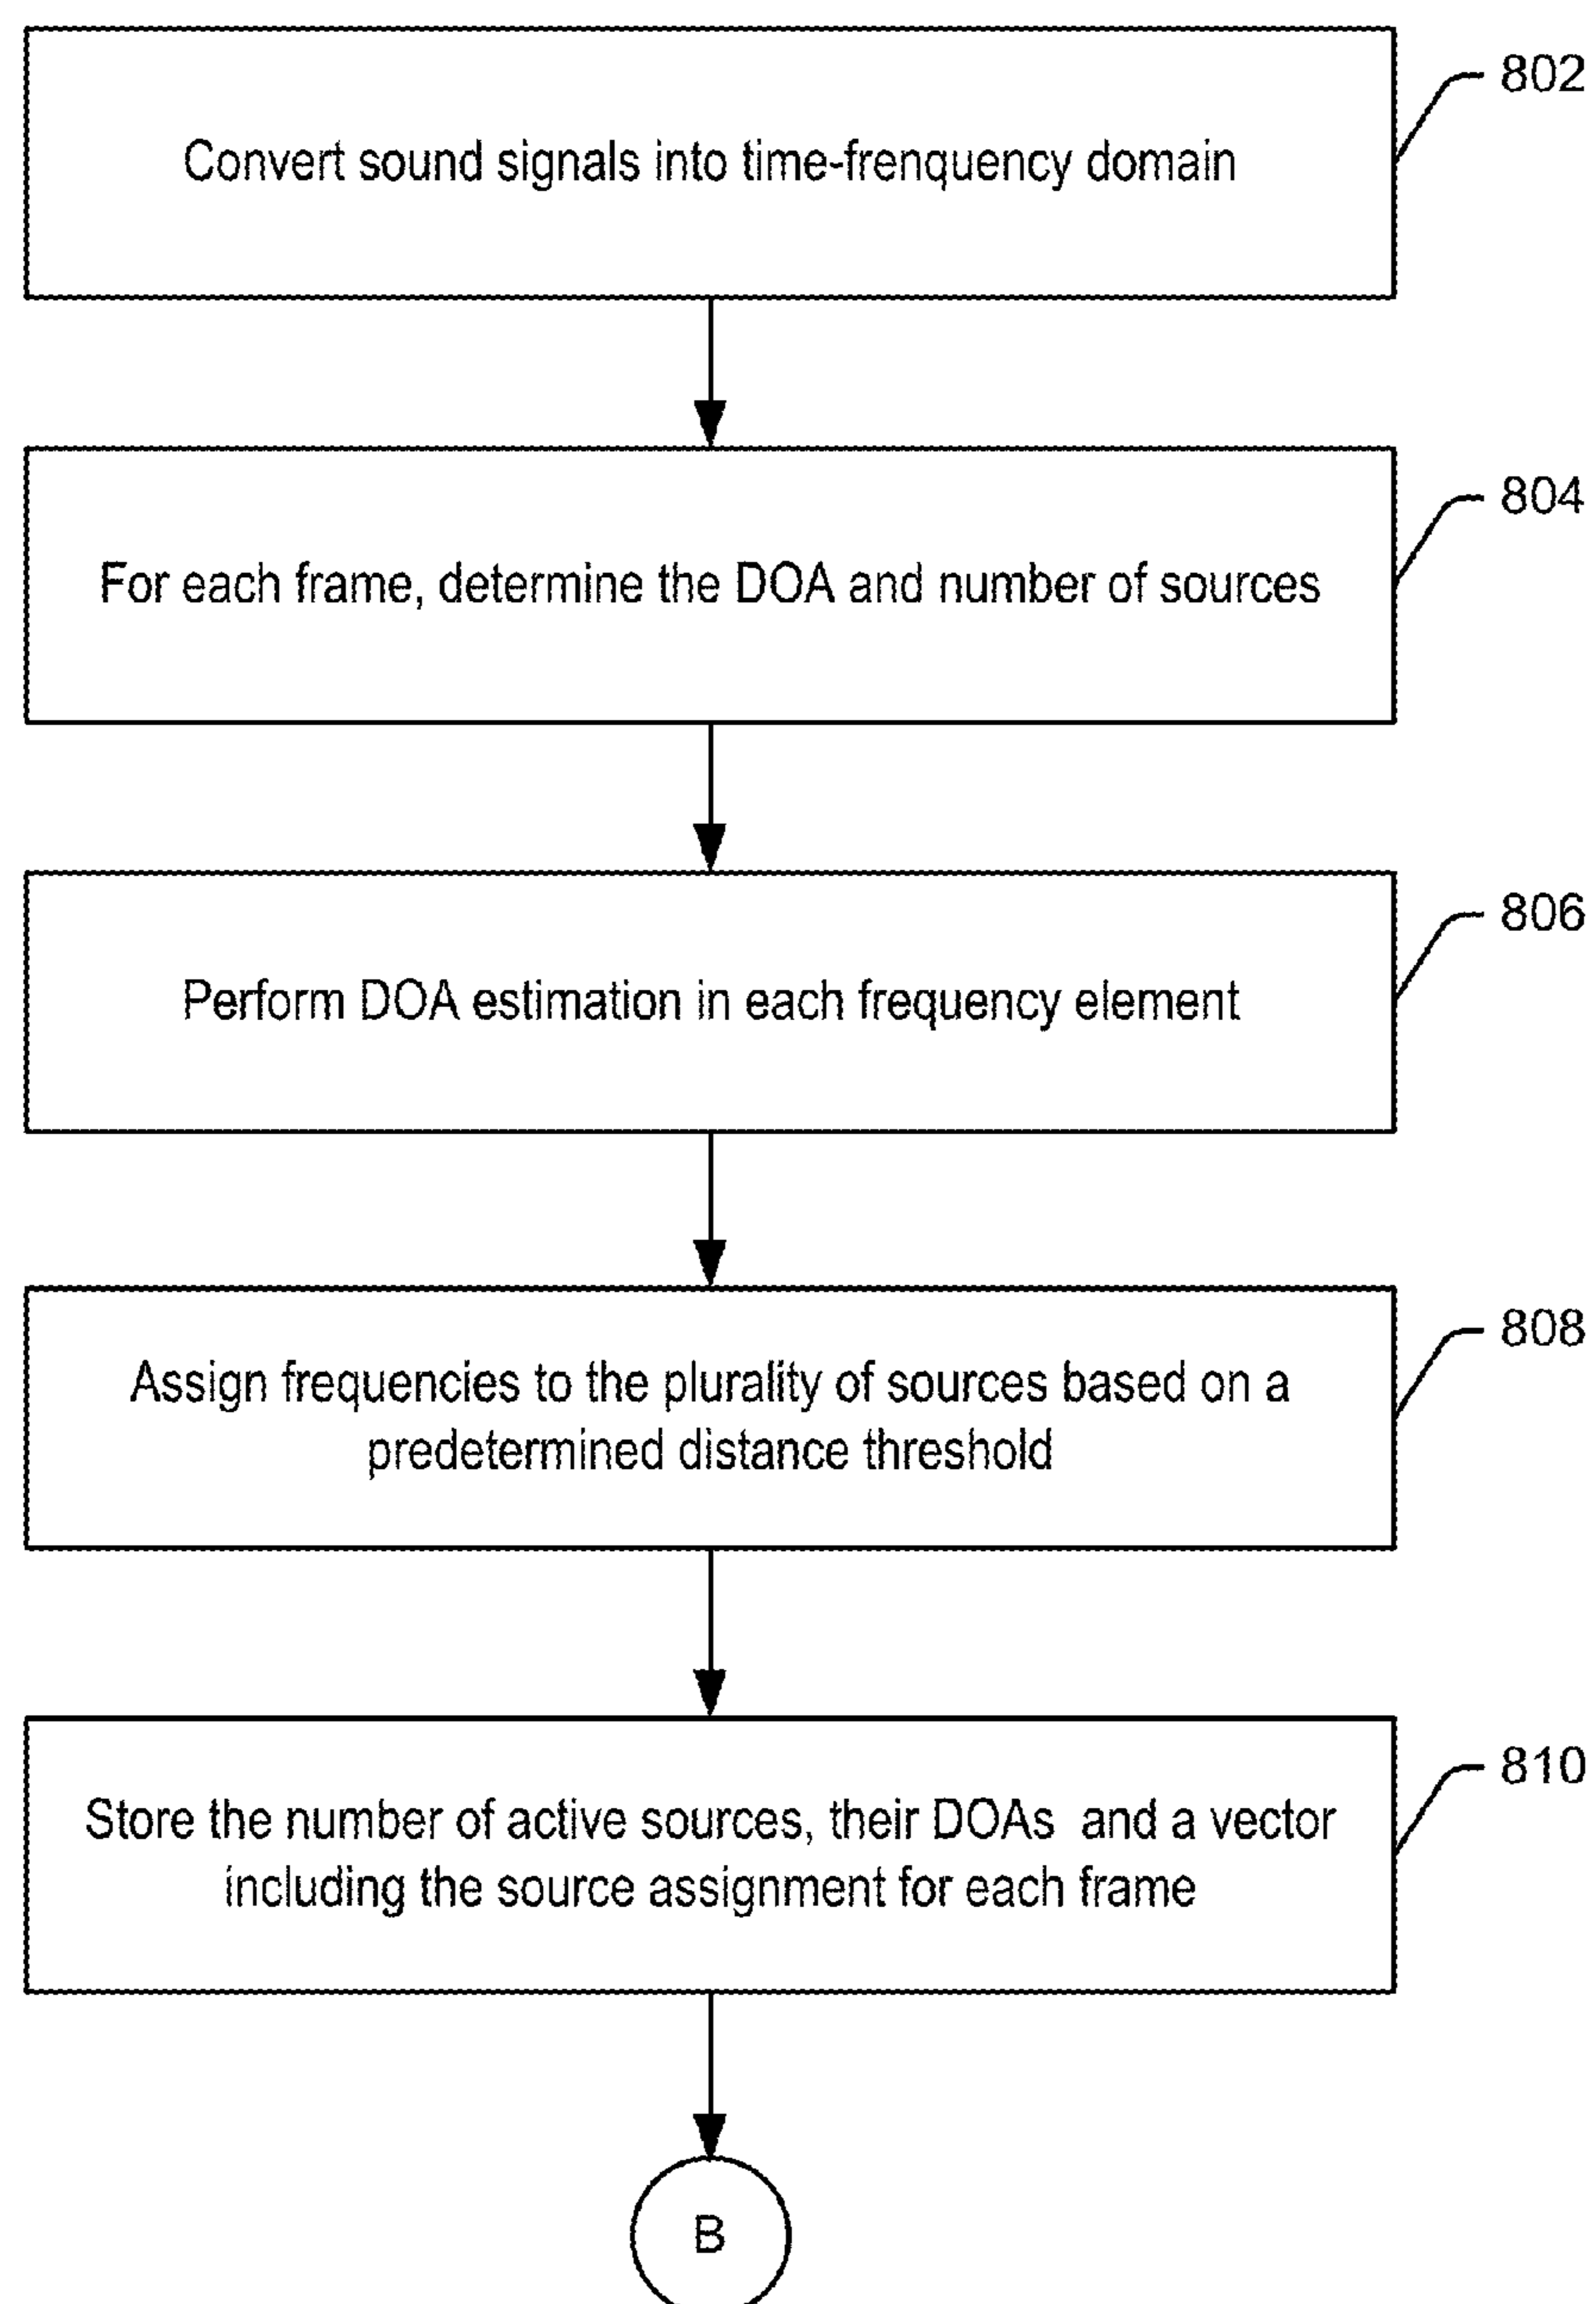 Convert sound signals into time-frenquency domain
802
For each frame, determine the DOA and number of sources
804
Perform DOA estimation in each frequency element
806
Assign frequencies to the plurality of sources based on a
predetermined distance threshold
808
Store the number of active sources, their DOAs and a vector
including the source assignment for each frame
810
B